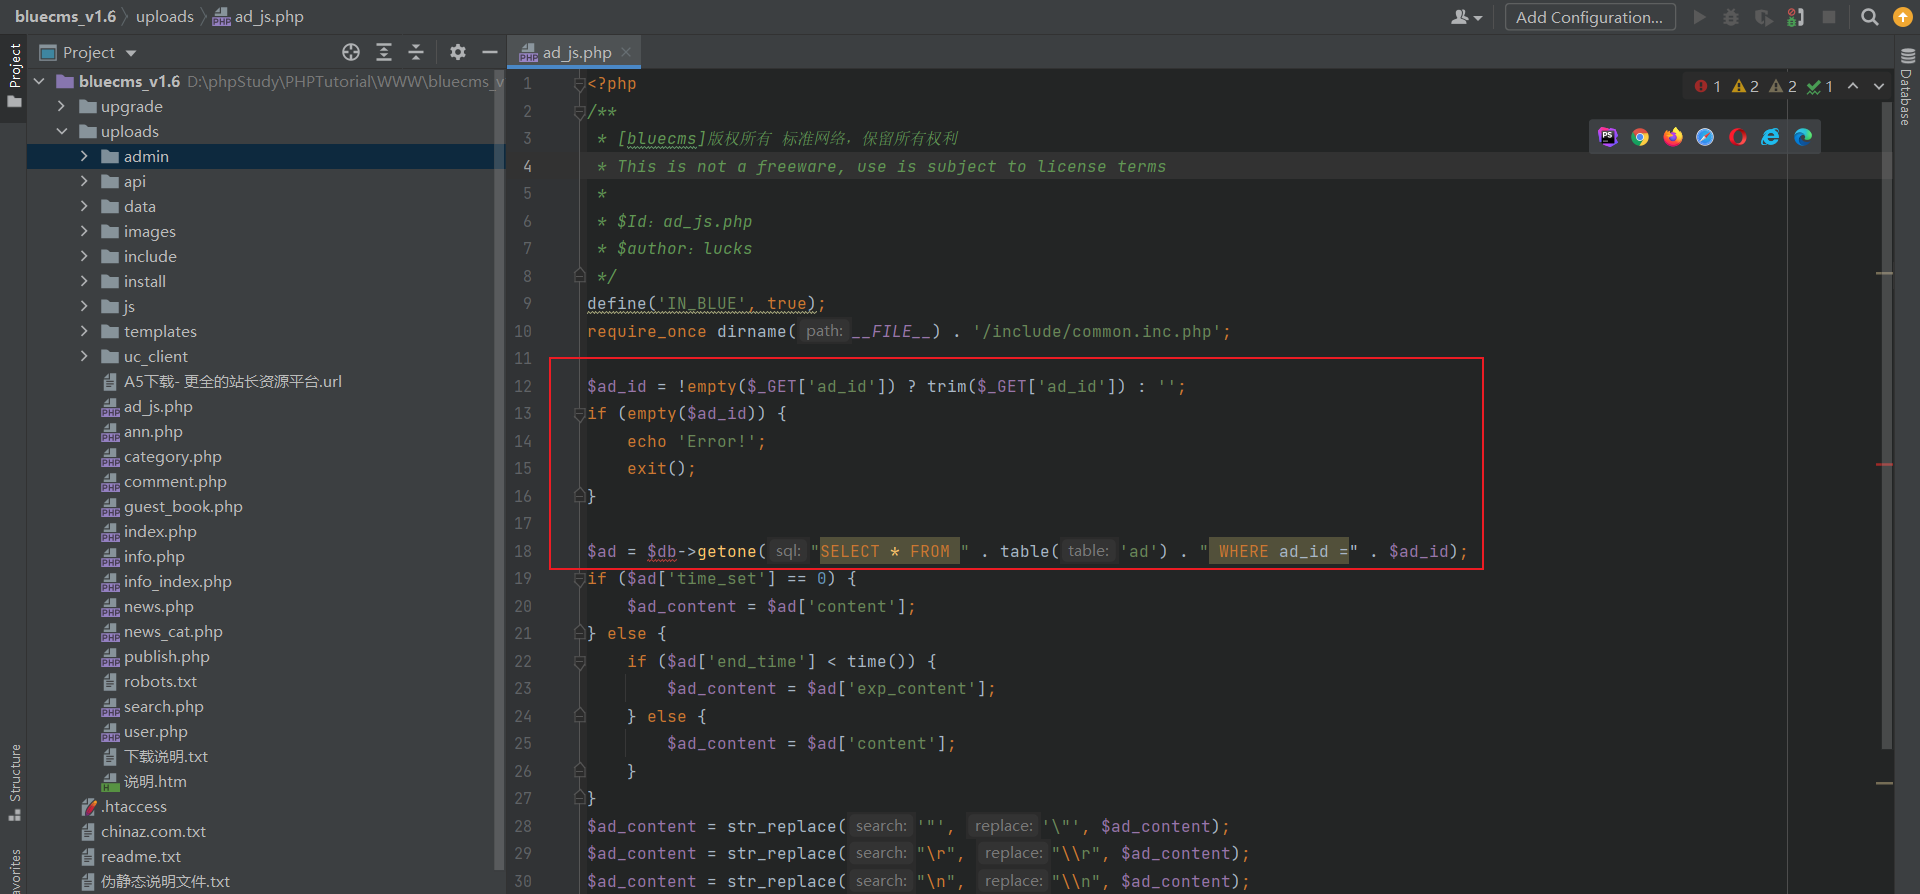 bluecms_v1.6 uploads ad_js.php
Add Configuration...
Project
Project
ad_js.php
Database
bluecms_v1.6 D:\phpStudy\PHPTutorial\WWW\bluecms_v
upgrade
uploads
admin
api
data
images
include
install
js
templates
uc_client
A5下载- 更全的站长资源平台.url
ad_js.php
ann.php
category.php
comment.php
guest_book.php
index.php
info.php
info_index.php
news.php
news_cat.php
publish.php
robots.txt
search.php
user.php
下载说明.txt
说明.htm
.htaccess
chinaz.com.txt
readme.txt
伪静态说明文件.txt
Structure
avorites
1 2 2 1
1 <?php
2 /**
3 * [bluecms]版权所有 标准网络，保留所有权利
4 * This is not a freeware, use is subject to license terms
5 *
6 * $Id：ad_js.php
7 * $author：lucks
8 */
9 define('IN_BLUE', true);
10 require_once dirname( path: __FILE__) . '/include/common.inc.php';
11
12 $ad_id = !empty($_GET['ad_id']) ? trim($_GET['ad_id']) : '';
13 if (empty($ad_id)) {
14 echo 'Error!';
15 exit();
16 }
17
18 $ad = $db->getone( sql: "SELECT * FROM " . table( table: 'ad') . " WHERE ad_id =" . $ad_id);
19 if ($ad['time_set'] == 0) {
20 $ad_content = $ad['content'];
21 } else {
22 if ($ad['end_time'] < time()) {
23 $ad_content = $ad['exp_content'];
24 } else {
25 $ad_content = $ad['content'];
26 }
27 }
28 $ad_content = str_replace( search: '"', replace: '\"', $ad_content);
29 $ad_content = str_replace( search: "\r", replace: "\\r", $ad_content);
30 $ad_content = str_replace( search: "\n", replace: "\\n", $ad_content);